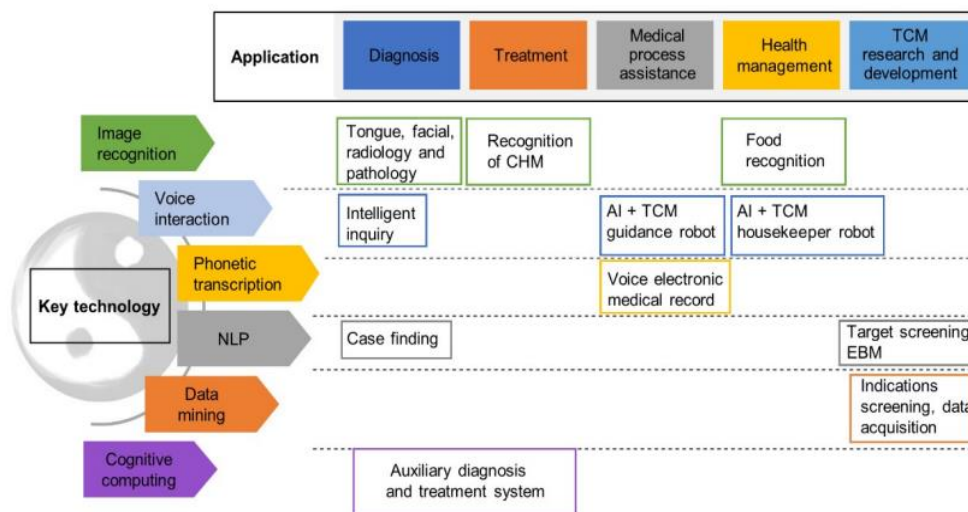 Application
Diagnosis
Treatment
Medical
process
assistance
Health
management
TCM
research and
development
Image
recognition
Tongue, facial,
radiology and
pathology
Recognition
of CHM
Food
recognition
Voice
interaction
Intelligent
inquiry
AI + TCM
guidance robot
AI + TCM
housekeeper robot
Phonetic
transcription
Voice electronic
medical record
Key technology
NLP
Case finding
Target screening,
EBM
Data
mining
Indications
screening, data
acquisition
Cognitive
computing
Auxiliary diagnosis
and treatment system